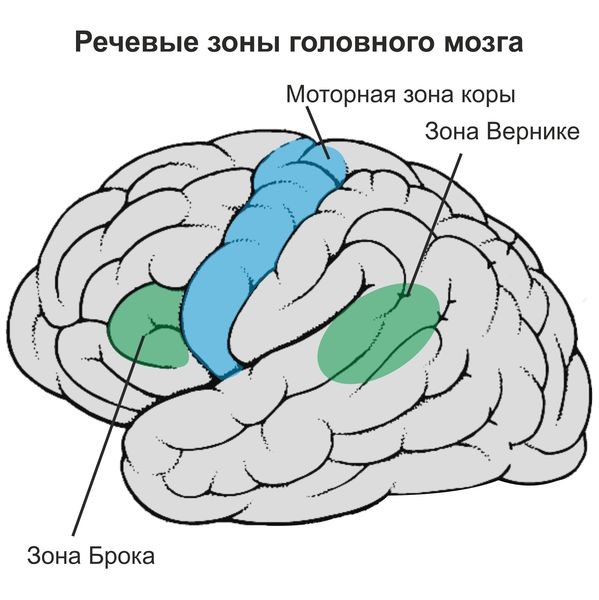 Речевые зоны головного мозга
Моторная зона коры
Зона Вернике
Зона Брока